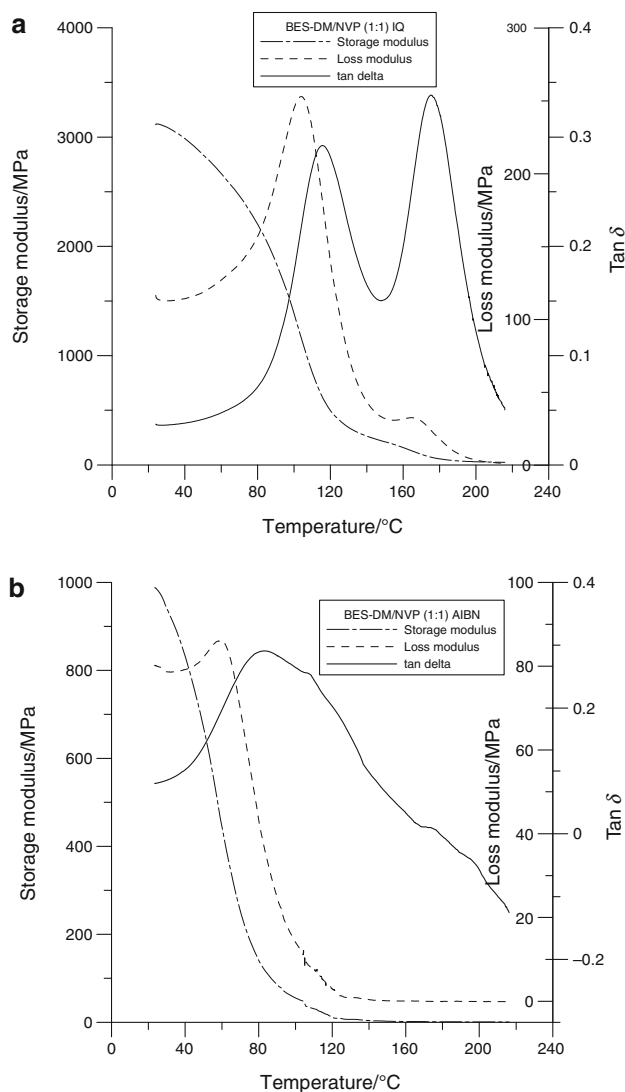 a
BES-DM/NVP (1:1) IQ
Storage modulus
Loss modulus
tan delta
4000
3000
2000
1000
0
Storage modulus/MPa
300
200
100
0
Loss modulus/MPa
0.4
0.3
0.2
0.1
0
Tan δ
0 40 80 120 160 200 240
Temperature/°C
b
BES-DM/NVP (1:1) AIBN
Storage modulus
Loss modulus
tan delta
1000
800
600
400
200
0
Storage modulus/MPa
100
80
60
40
20
0
Loss modulus/MPa
0.4
0.2
0
−0.2
Tan δ
0 40 80 120 160 200 240
Temperature/°C